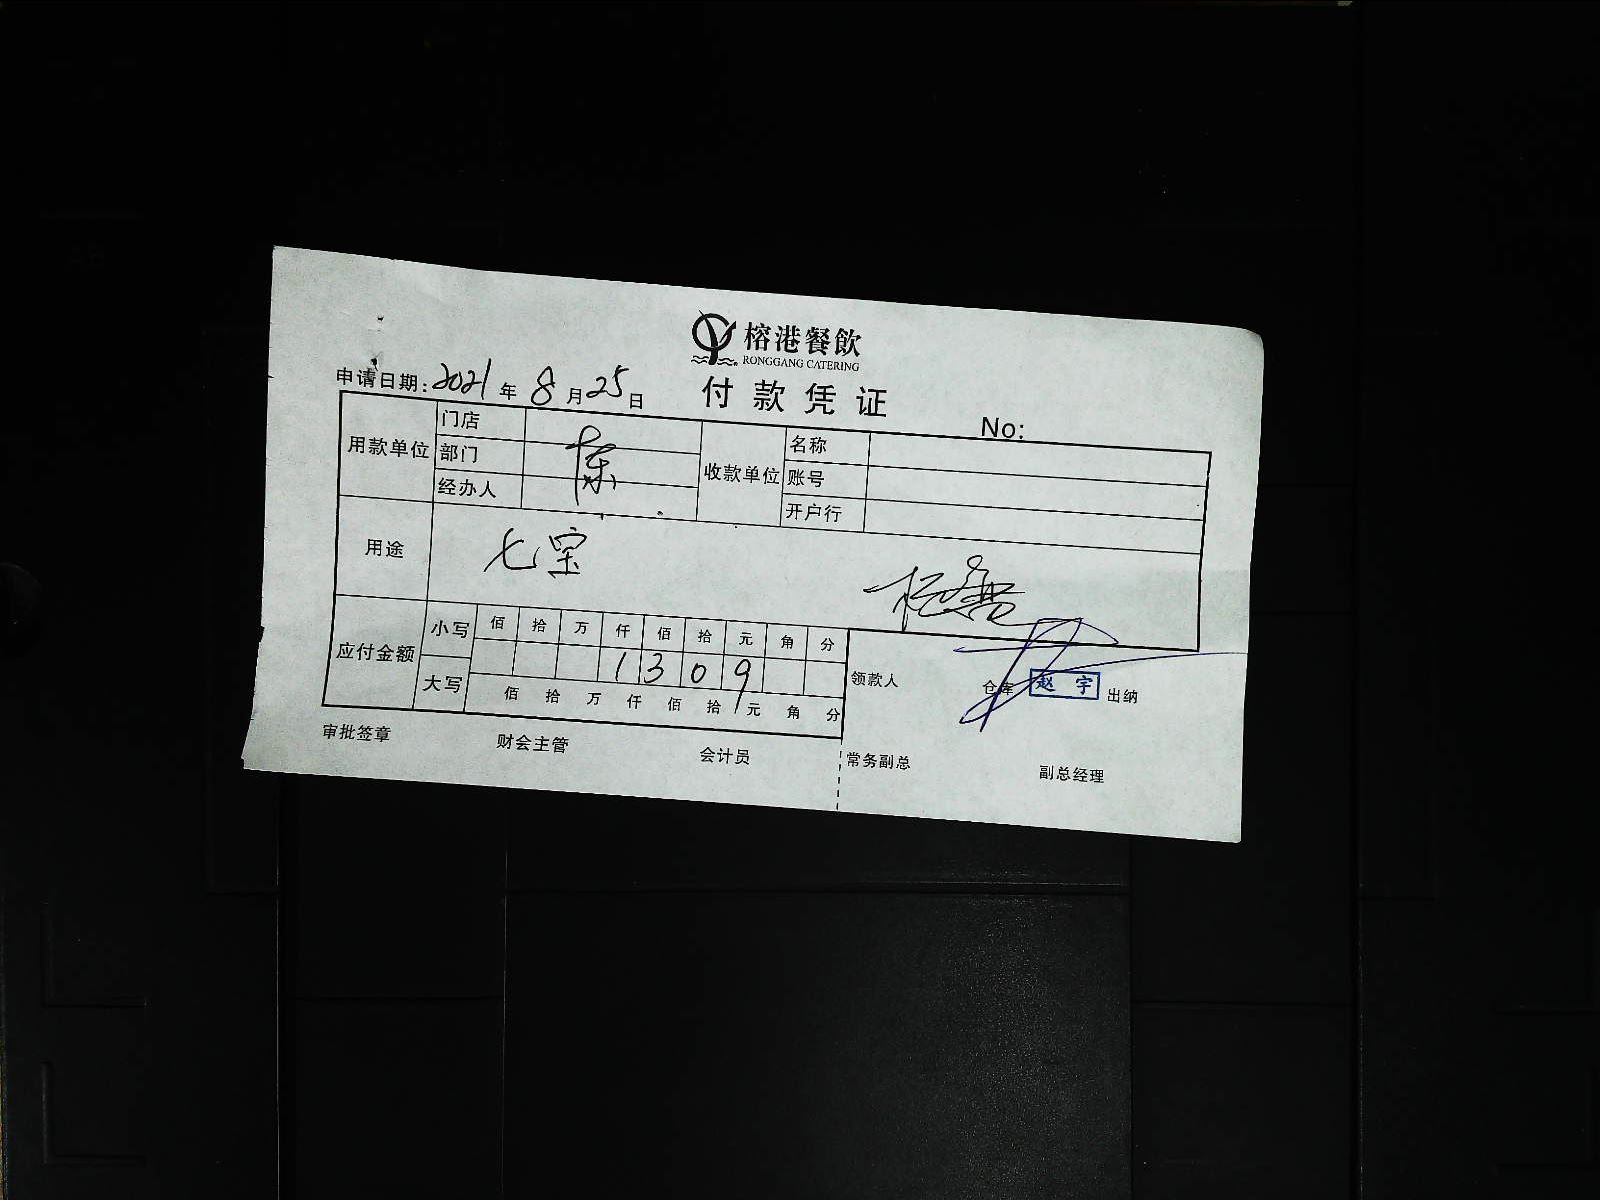 榕港餐飲
RONGGANG CATERING
付款凭证
申请日期:2021年8月25日
No:
用款单位 门店 收款单位 名称
部门 陈 账号
经办人 开户行
用途 七宝
应付金额 小写 佰 拾 万 仟 佰 拾 元 角 分
1 3 0 9
大写 佰 拾 万 仟 佰 拾 元 角 分
领款人 仓库 赵宇 出纳
审批签章 财会主管 会计员 常务副总 副总经理